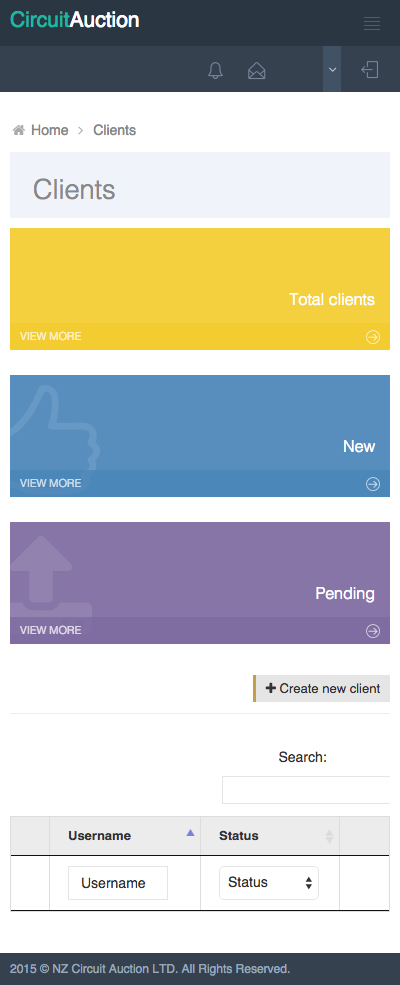 CircuitAuction
Home > Clients
Clients
Total clients
VIEW MORE
New
VIEW MORE
Pending
VIEW MORE
Create new client
Search:
Username Status
Username Status
2015 © NZ Circuit Auction LTD. All Rights Reserved.